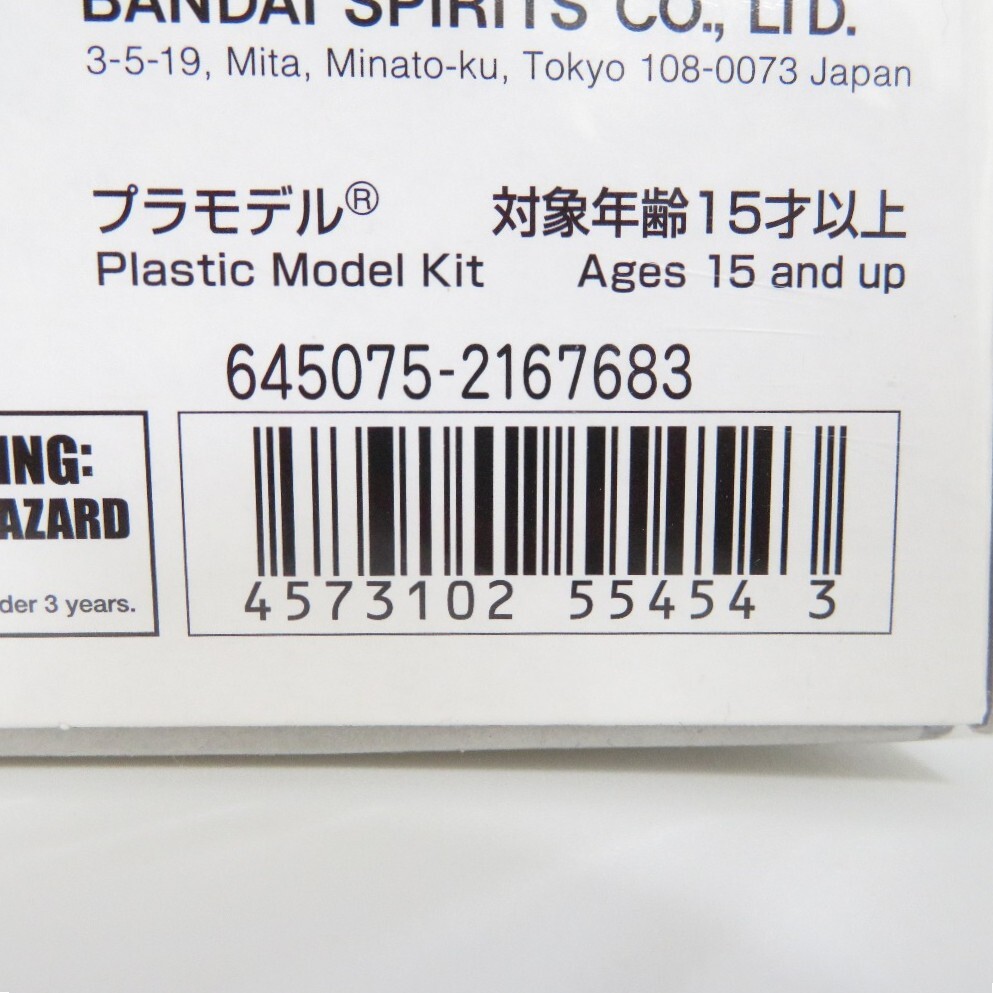 BANDAI SPIRITS CO., LTD.
3-5-19, Mita, Minato-ku, Tokyo 108-0073 Japan
プラモデル® 対象年齢15才以上
Plastic Model Kit Ages 15 and up
645075-2167683
ING:
AZARD
der 3 years.
4573102 55454 3